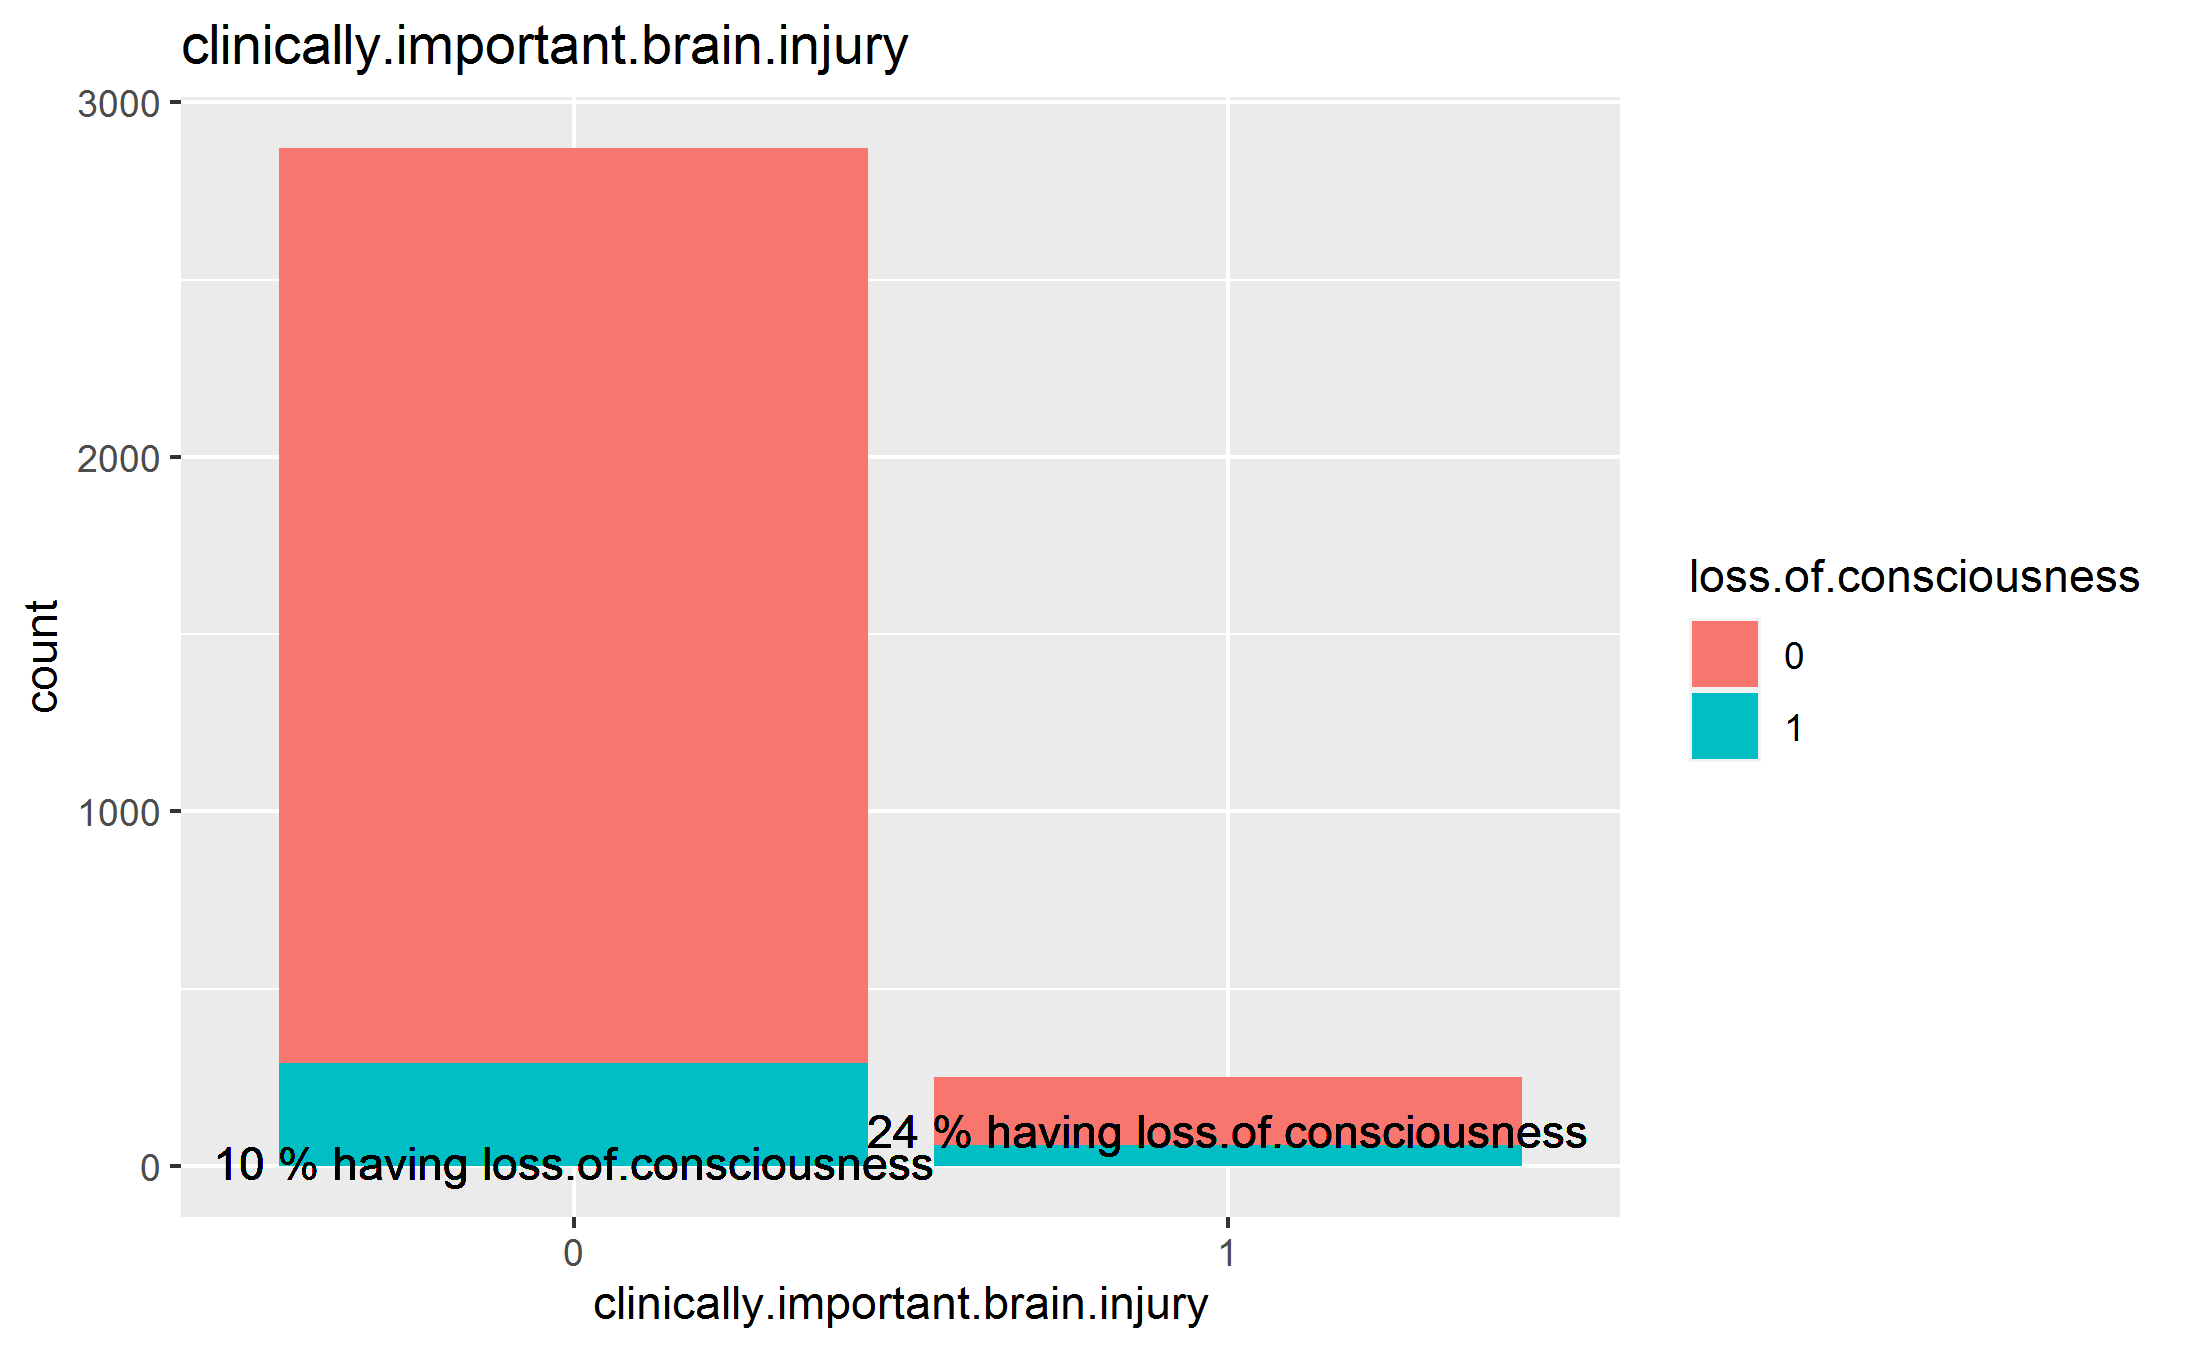 clinically.important.brain.injury
3000
2000
1000
0
count
24 % having loss.of.consciousness
10 % having loss.of.consciousness
0
1
clinically.important.brain.injury
loss.of.consciousness
0
1